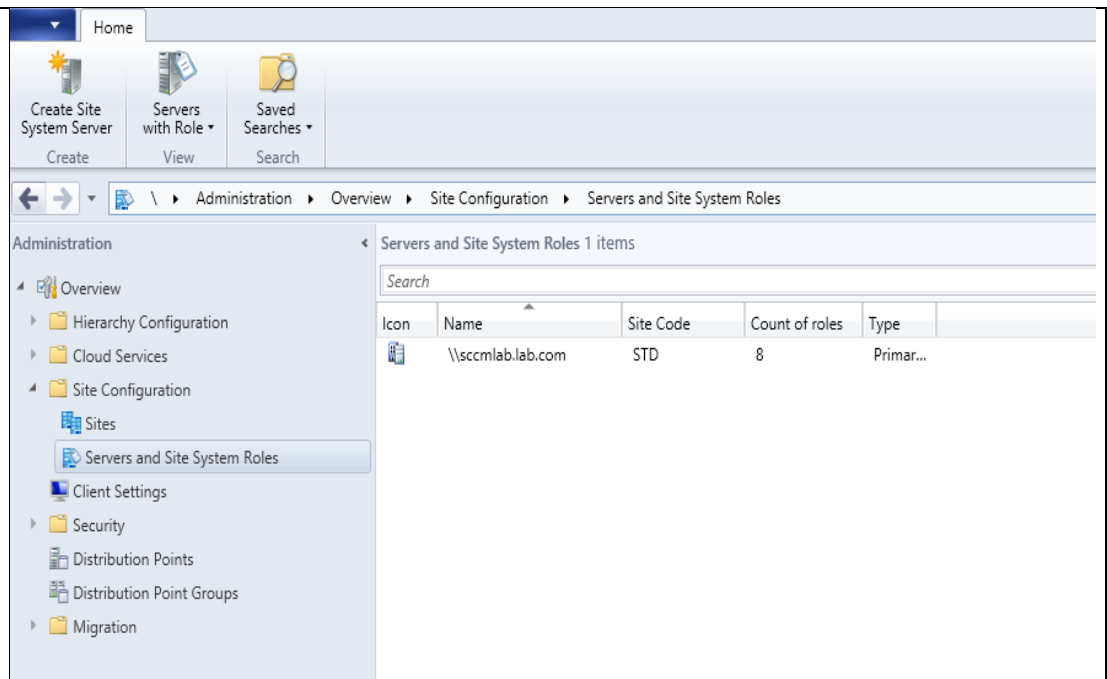 Home
Create Site
System Server
Servers
with Role
Saved
Searches
Create
View
Search
\ Administration Overview Site Configuration Servers and Site System Roles
Administration
Servers and Site System Roles 1 items
Overview
Search
Hierarchy Configuration
Icon Name Site Code Count of roles Type
Cloud Services
\\sccmlab.lab.com STD 8 Primar...
Site Configuration
Sites
Servers and Site System Roles
Client Settings
Security
Distribution Points
Distribution Point Groups
Migration